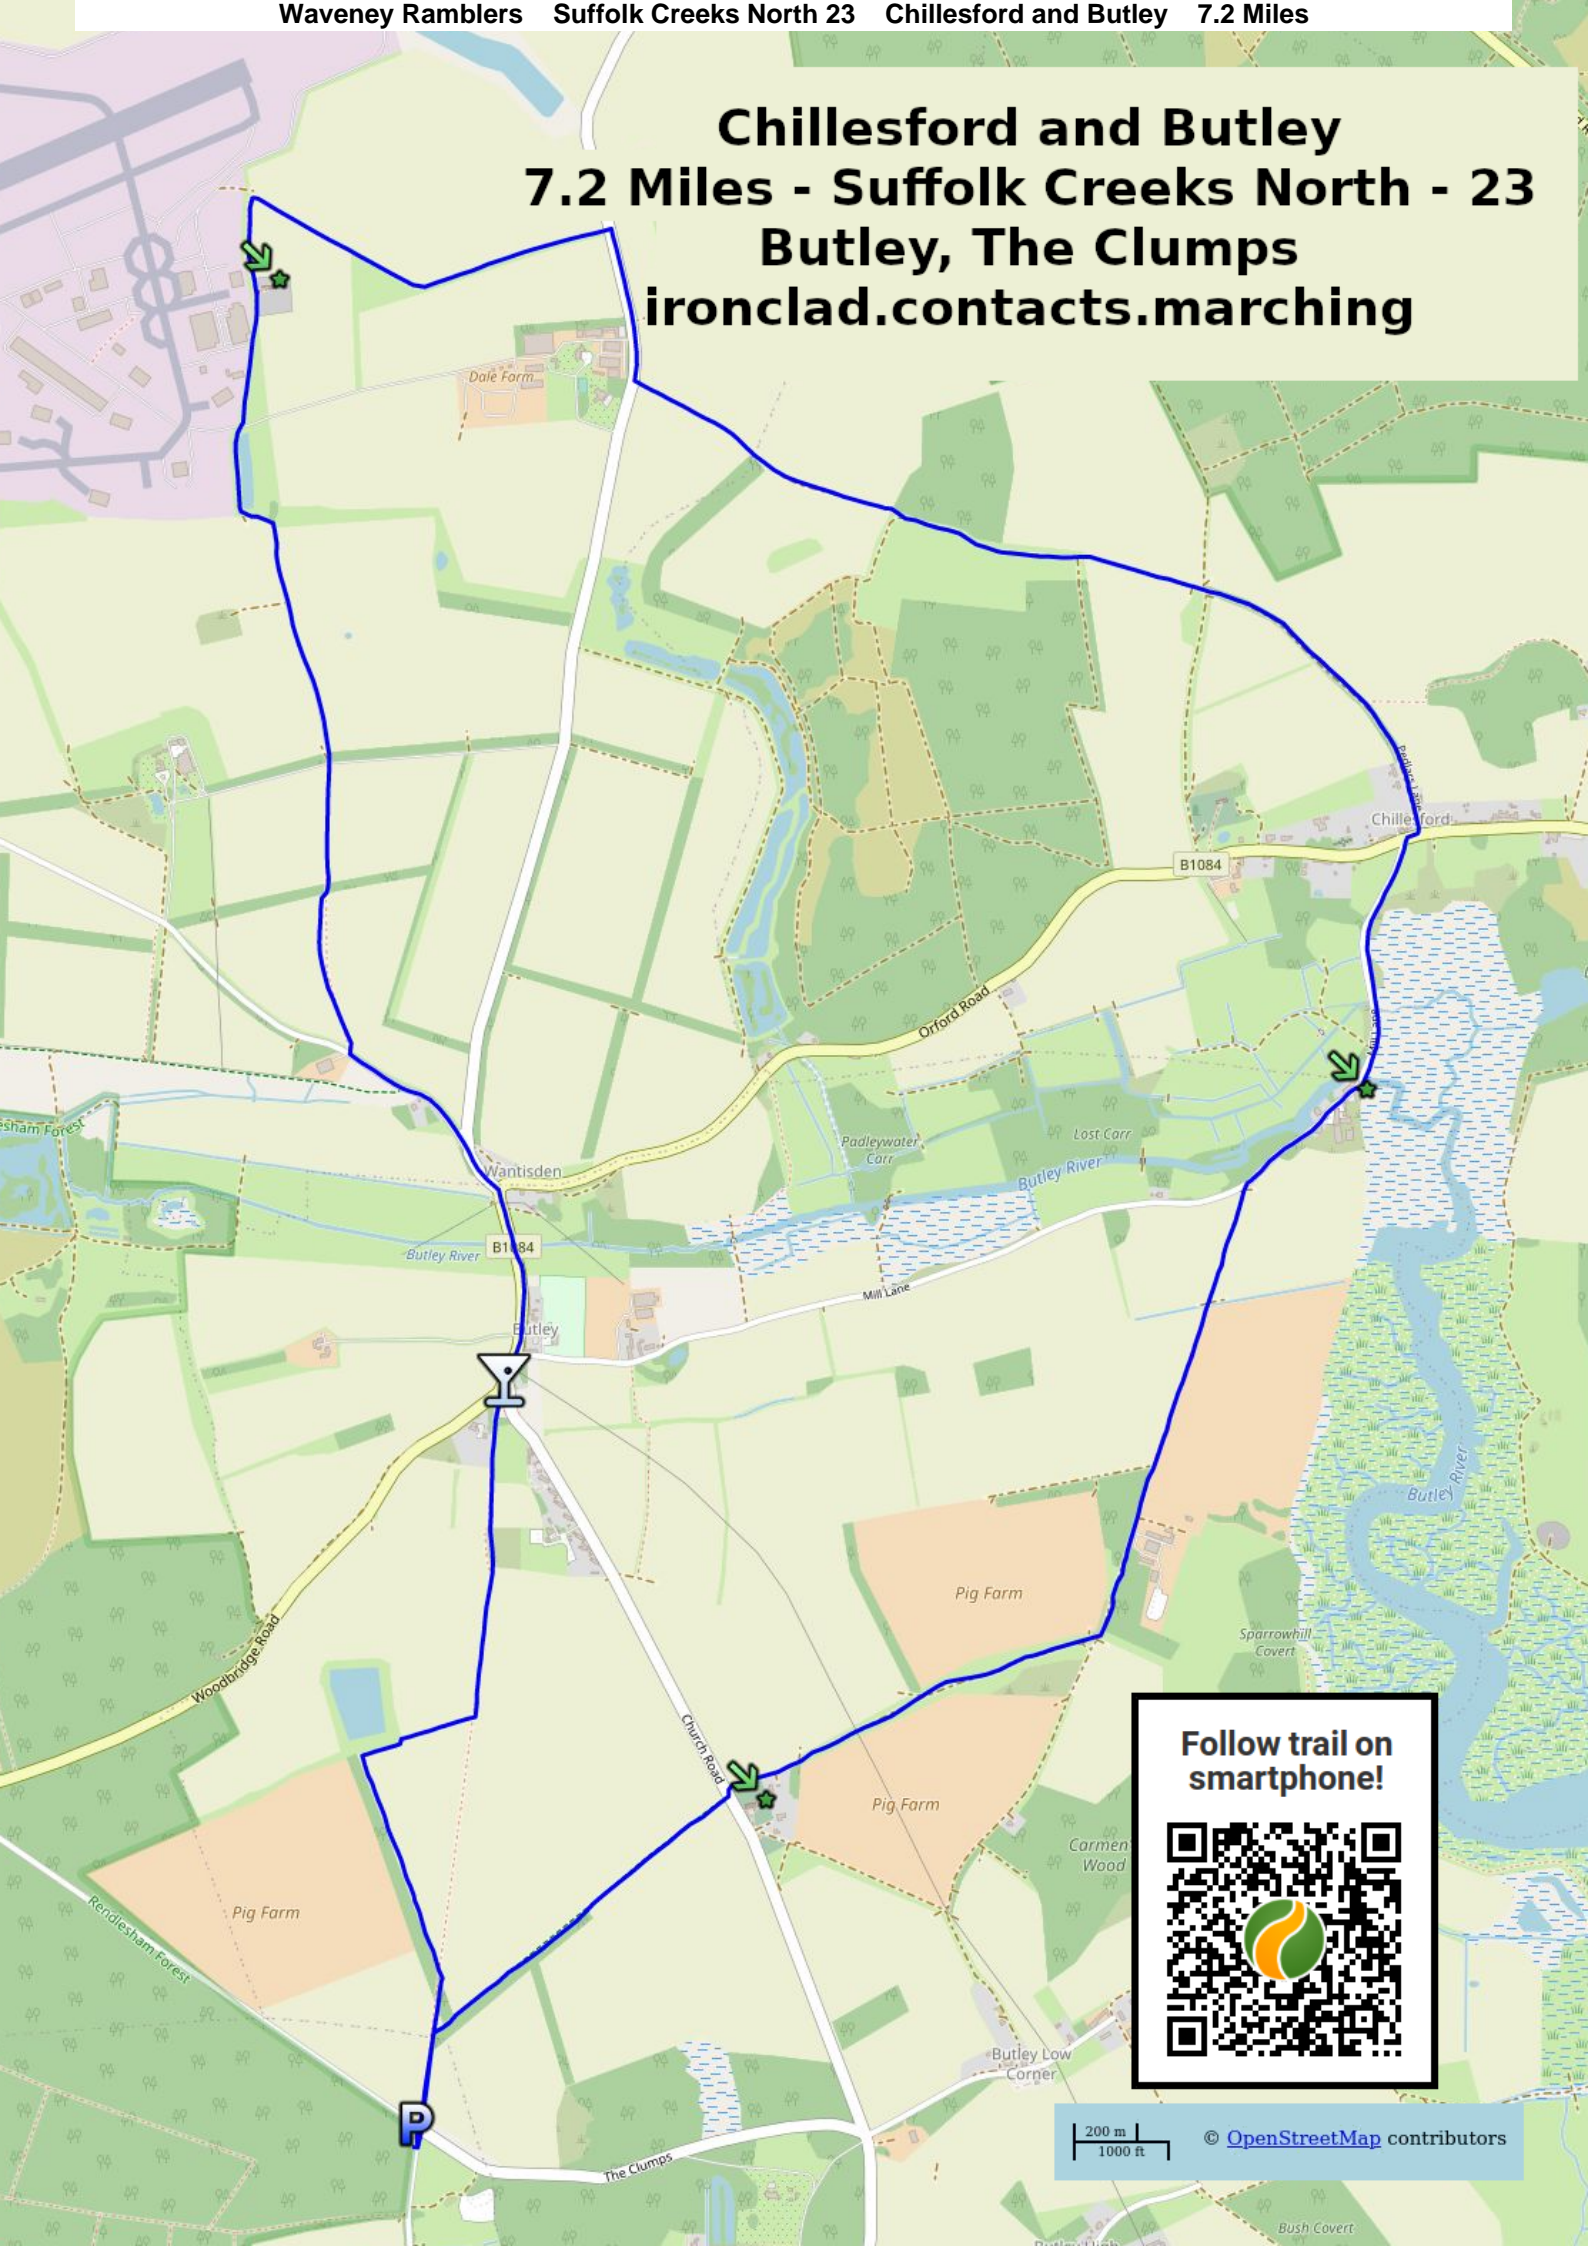 Waveney Ramblers Suffolk Creeks North 23 Chillesford and Butley 7.2 Miles
Chillesford and Butley
7.2 Miles - Suffolk Creeks North - 23
Butley, The Clumps
ironclad.contacts.marching
Dale Farm
Pedlars Lane
Chillesford
B1084
Orford Road
Mill Lane
Padleywater
Carr
Lost Carr
Butley River
Wantisden
B1084
Butley River
Mill Lane
Butley
Butley River
Pig Farm
Sparrowhill
Covert
Woodbridge Road
Church Road
Pig Farm
Carmen
Wood
Pig Farm
Rendlesham Forest
Follow trail on
smartphone!
Butley Low
Corner
P
The Clumps
200 m
1000 ft
© OpenStreetMap contributors
Bush Covert